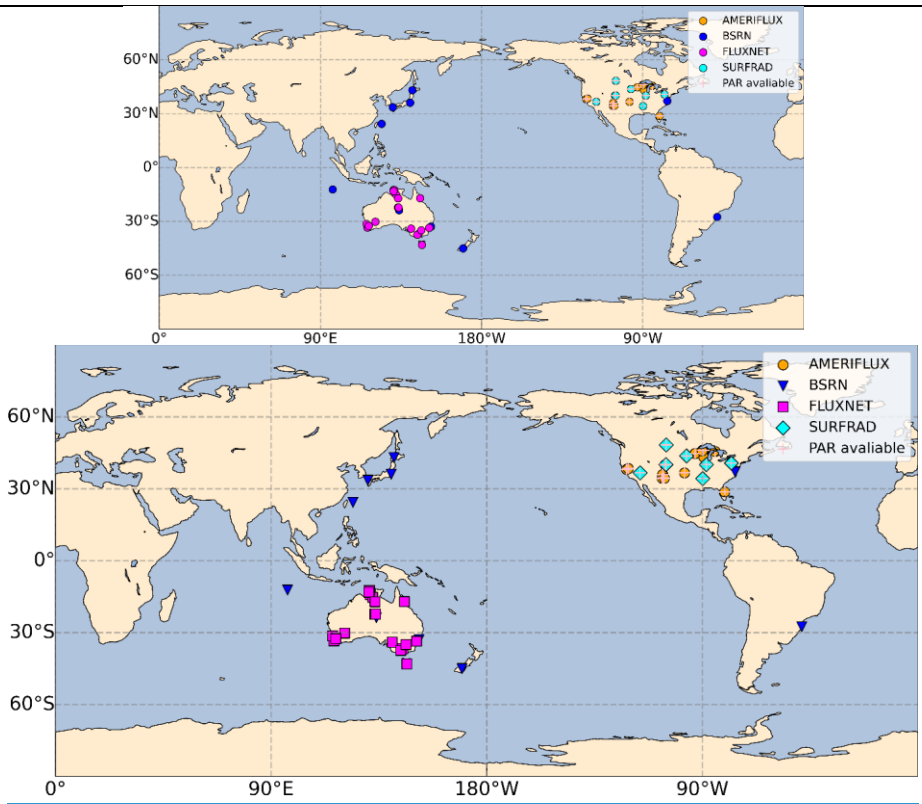 AMERIFLUX
BSRN
FLUXNET
SURFRAD
PAR avaliable
60°N
30°N
0°
30°S
60°S
0° 90°E 180°W 90°W
AMERIFLUX
BSRN
FLUXNET
SURFRAD
PAR avaliable
60°N
30°N
0°
30°S
60°S
0° 90°E 180°W 90°W